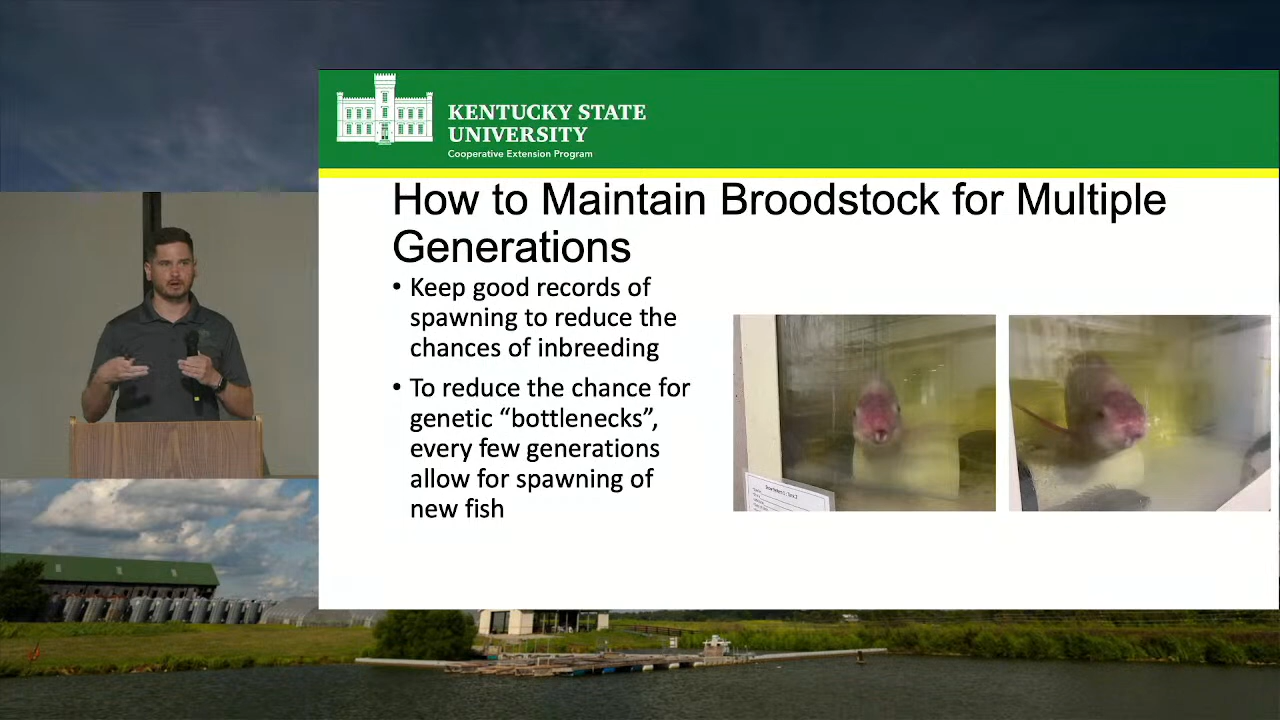 KENTUCKY STATE
UNIVERSITY
Cooperative Extension Program
How to Maintain Broodstock for Multiple
Generations
• Keep good records of
spawning to reduce the
chances of inbreeding
• To reduce the chance for
genetic “bottlenecks”,
every few generations
allow for spawning of
new fish